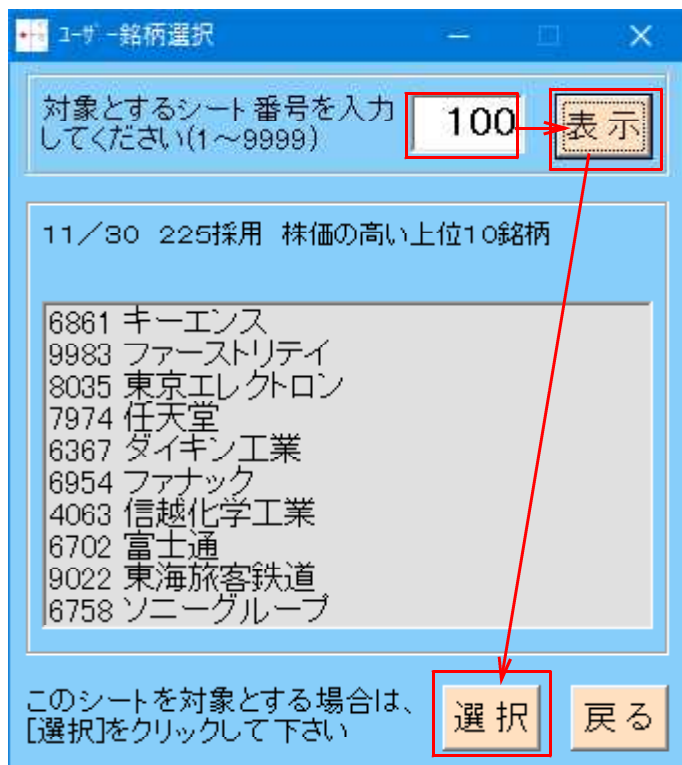 ユーザー銘柄選択
対象とするシート番号を入力
してください(1~9999)
100
表示
11/30 225採用 株価の高い上位10銘柄
6861 キーエンス
9983 ファーストリテイ
8035 東京エレクトロン
7974 任天堂
6367 ダイキン工業
6954 ファナック
4063 信越化学工業
6702 富士通
9022 東海旅客鉄道
6758 ソニーグループ
このシートを対象とする場合は、
[選択]をクリックして下さい
選択
戻る